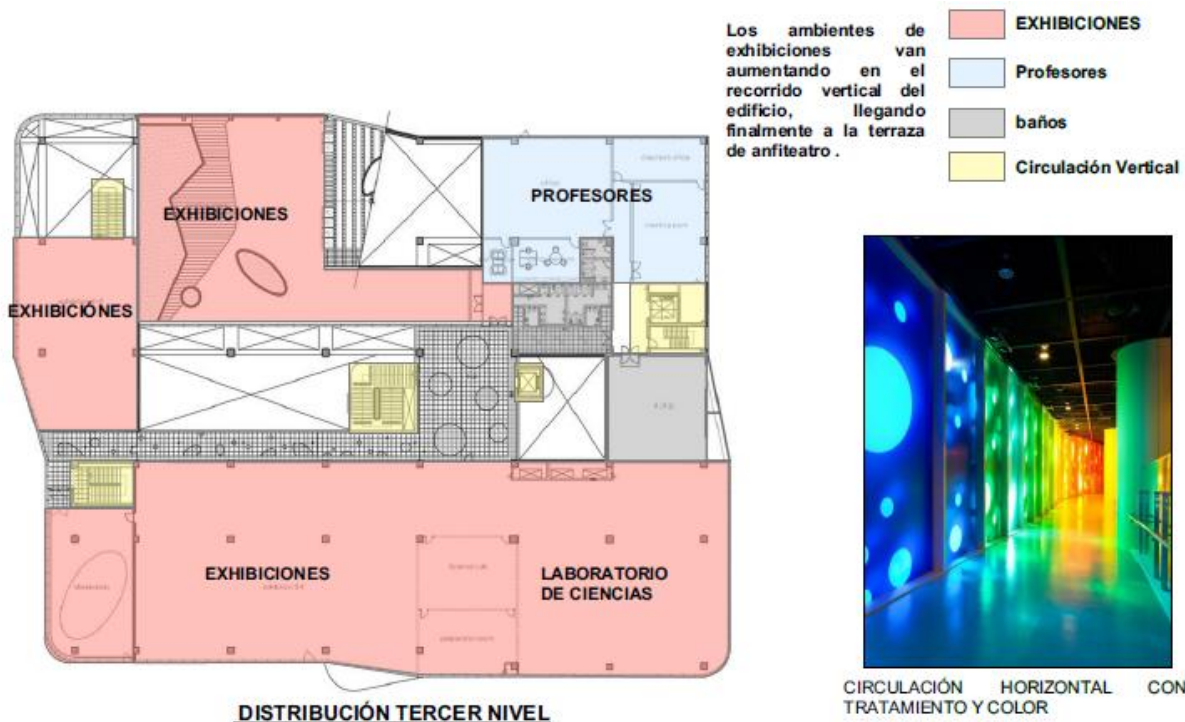 Los ambientes de
exhibiciones van
aumentando en el
recorrido vertical del
edificio, llegando
finalmente a la terraza
de anfiteatro .
EXHIBICIONES
Profesores
baños
Circulación Vertical
PROFESORES
EXHIBICIONES
EXHIBICIÓNES
EXHIBICIONES
LABORATORIO
DE CIENCIAS
DISTRIBUCIÓN TERCER NIVEL
CIRCULACIÓN HORIZONTAL CON
TRATAMIENTO Y COLOR